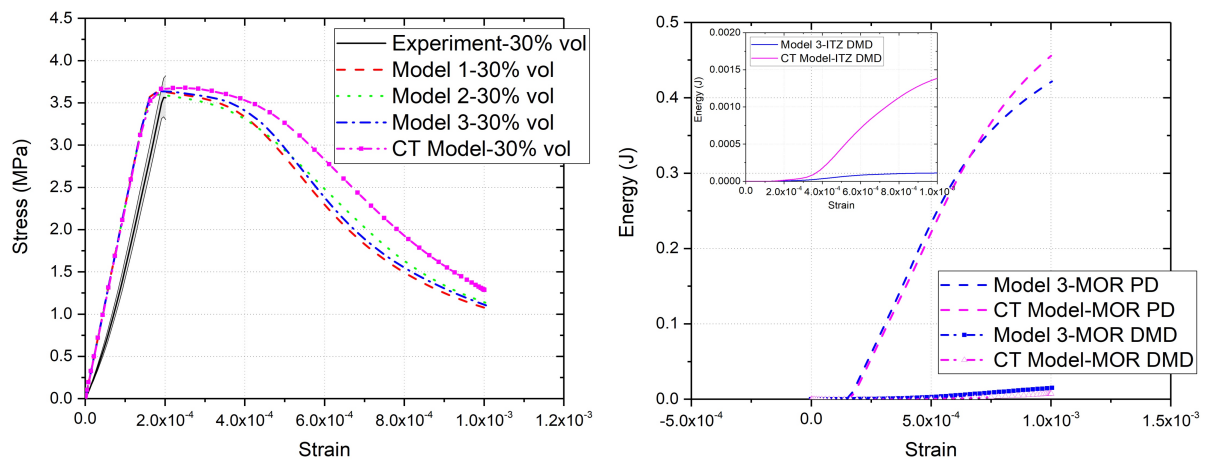 4.5
4.0
3.5
3.0
2.5
2.0
1.5
1.0
0.5
0.0
Stress (MPa)
Experiment-30% vol
Model 1-30% vol
Model 2-30% vol
Model 3-30% vol
CT Model-30% vol
0.0 2.0x10⁻⁴ 4.0x10⁻⁴ 6.0x10⁻⁴ 8.0x10⁻⁴ 1.0x10⁻³ 1.2x10⁻³
Strain
0.5
0.4
0.3
0.2
0.1
0.0
Energy (J)
0.0020
0.0015
0.0010
0.0005
0.0000
Energy (J)
Model 3-ITZ DMD
CT Model-ITZ DMD
0.0 2.0x10⁻⁴ 4.0x10⁻⁴ 6.0x10⁻⁴ 8.0x10⁻⁴ 1.0x10⁻³
Strain
Model 3-MOR PD
CT Model-MOR PD
Model 3-MOR DMD
CT Model-MOR DMD
-5.0x10⁻⁴ 0.0 5.0x10⁻⁴ 1.0x10⁻³ 1.5x10⁻³
Strain